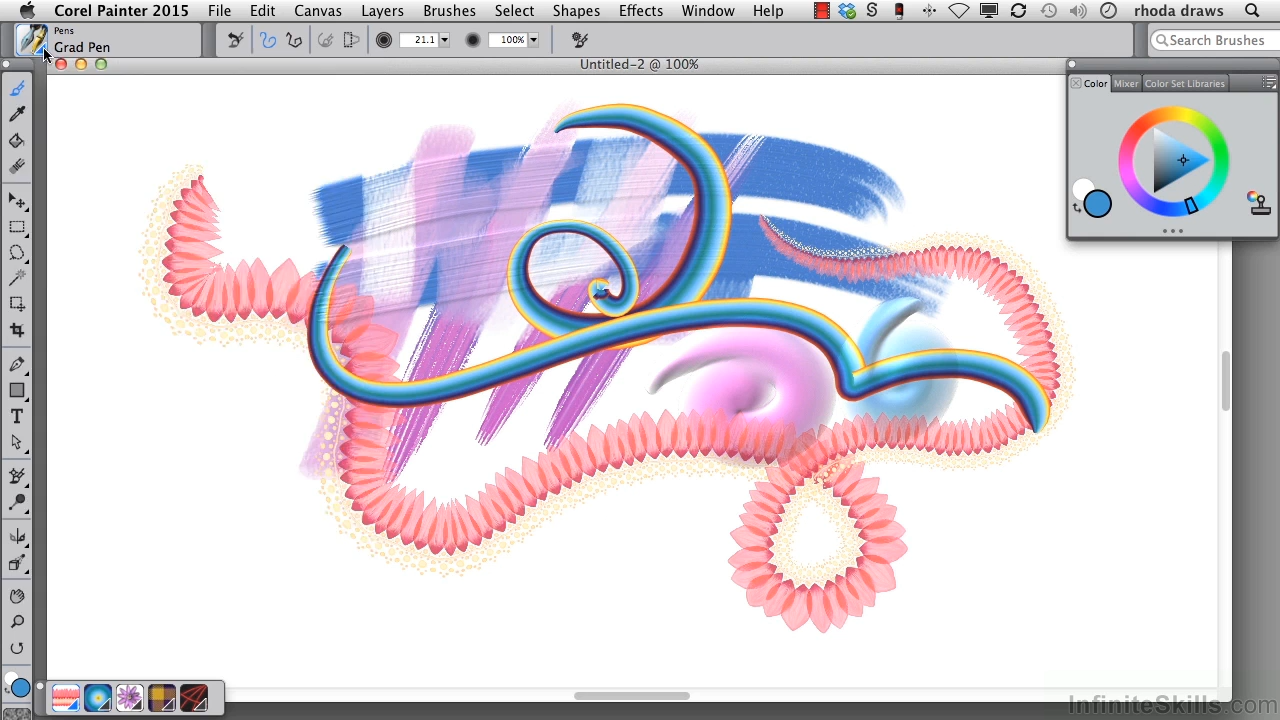 Corel Painter 2015 File Edit Canvas Layers Brushes Select Shapes Effects Window Help rhoda draws
Pens
Grad Pen
21.1
100%
Search Brushes
Untitled-2 @ 100%
Color Mixer Color Set Libraries
T
InfiniteSkills.com